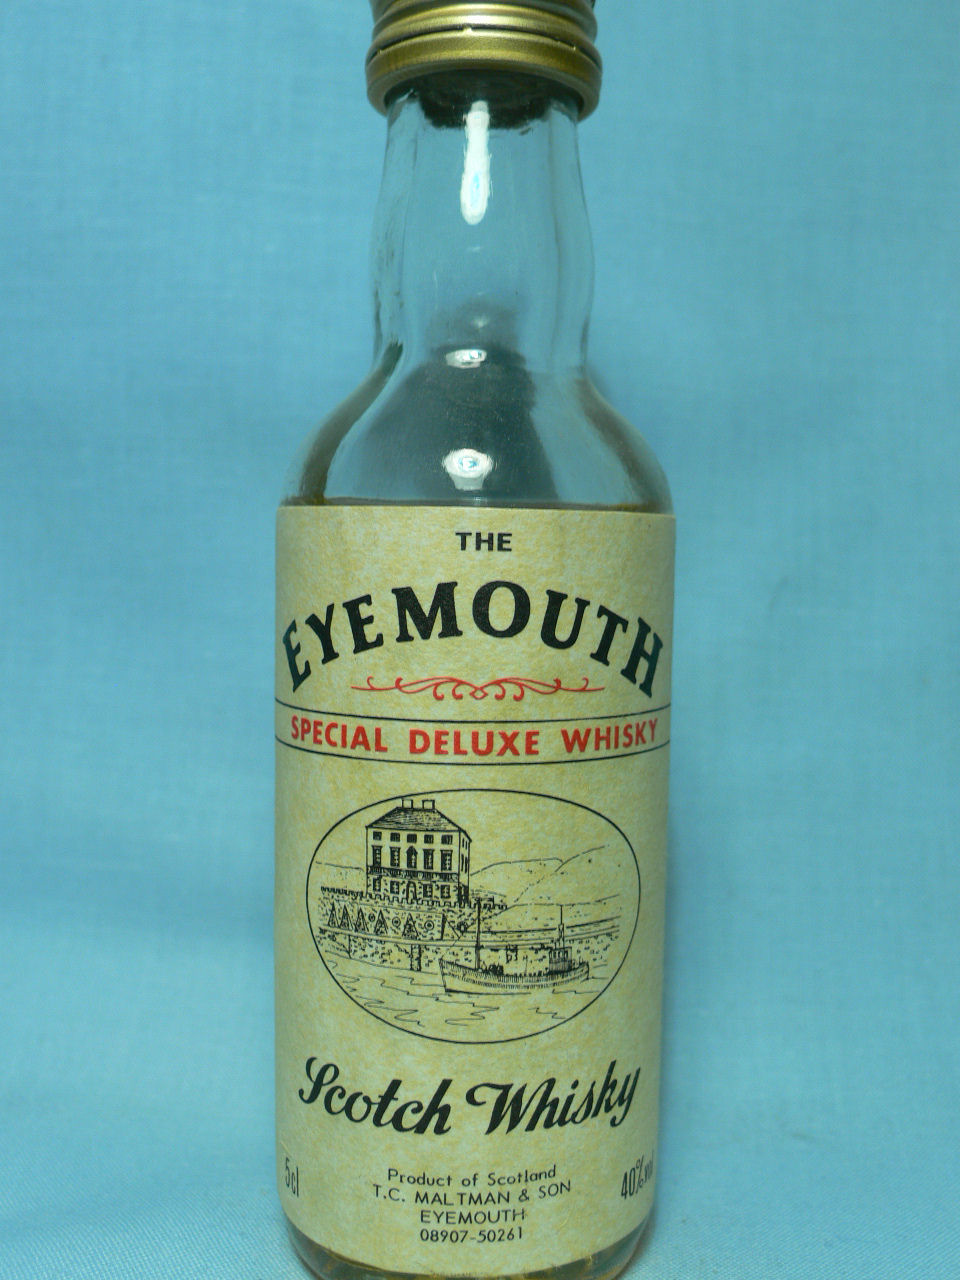 THE
EYEMOUTH
SPECIAL DELUXE WHISKY
Scotch Whisky
5cl
40% vol
Product of Scotland
T.C. MALTMAN & SON
EYEMOUTH
08907-50261